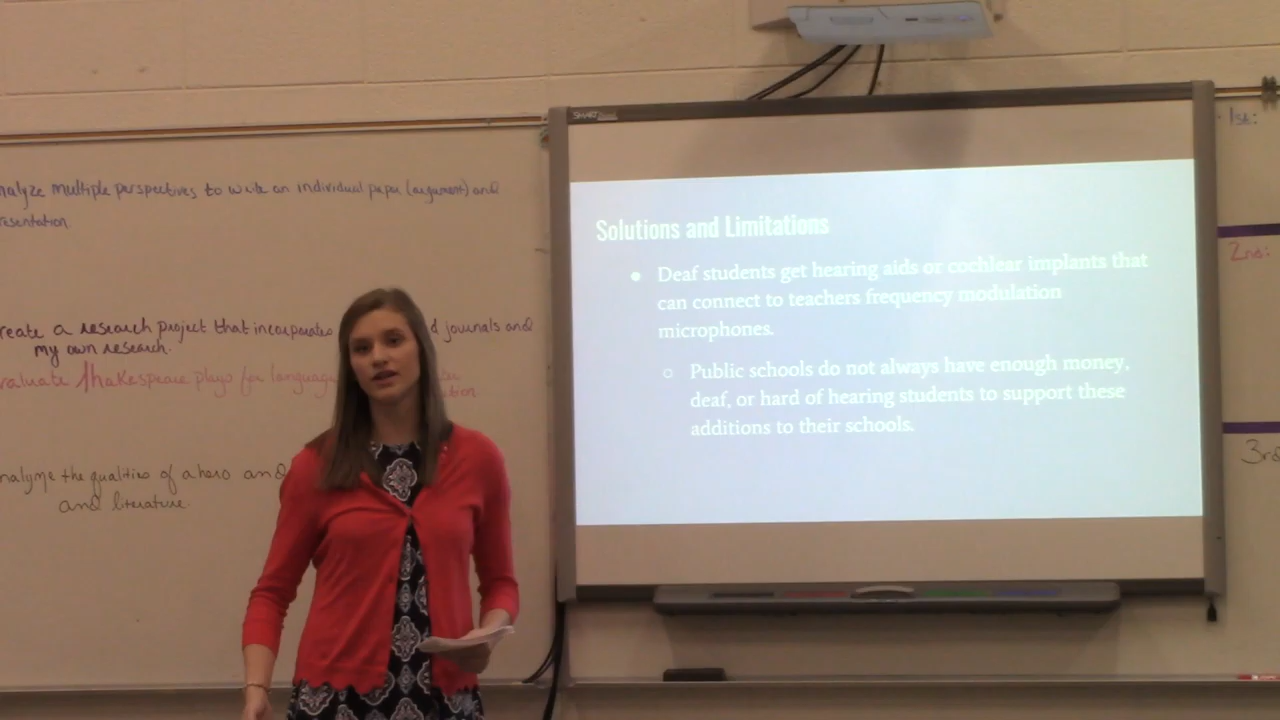 SMART
nalyze multiple perspectives to write an individual paper (argument) and
resentation
reate a research project that incorporates d journals and
my own research.
valuate Shakespeare plays for language
nalyze the qualities of a hero and
and literature.
Solutions and Limitations
● Deaf students get hearing aids or cochlear implants that
can connect to teachers frequency modulation
microphones.
○ Public schools do not always have enough money,
deaf, or hard of hearing students to support these
additions to their schools.
1st:
2nd:
3rd